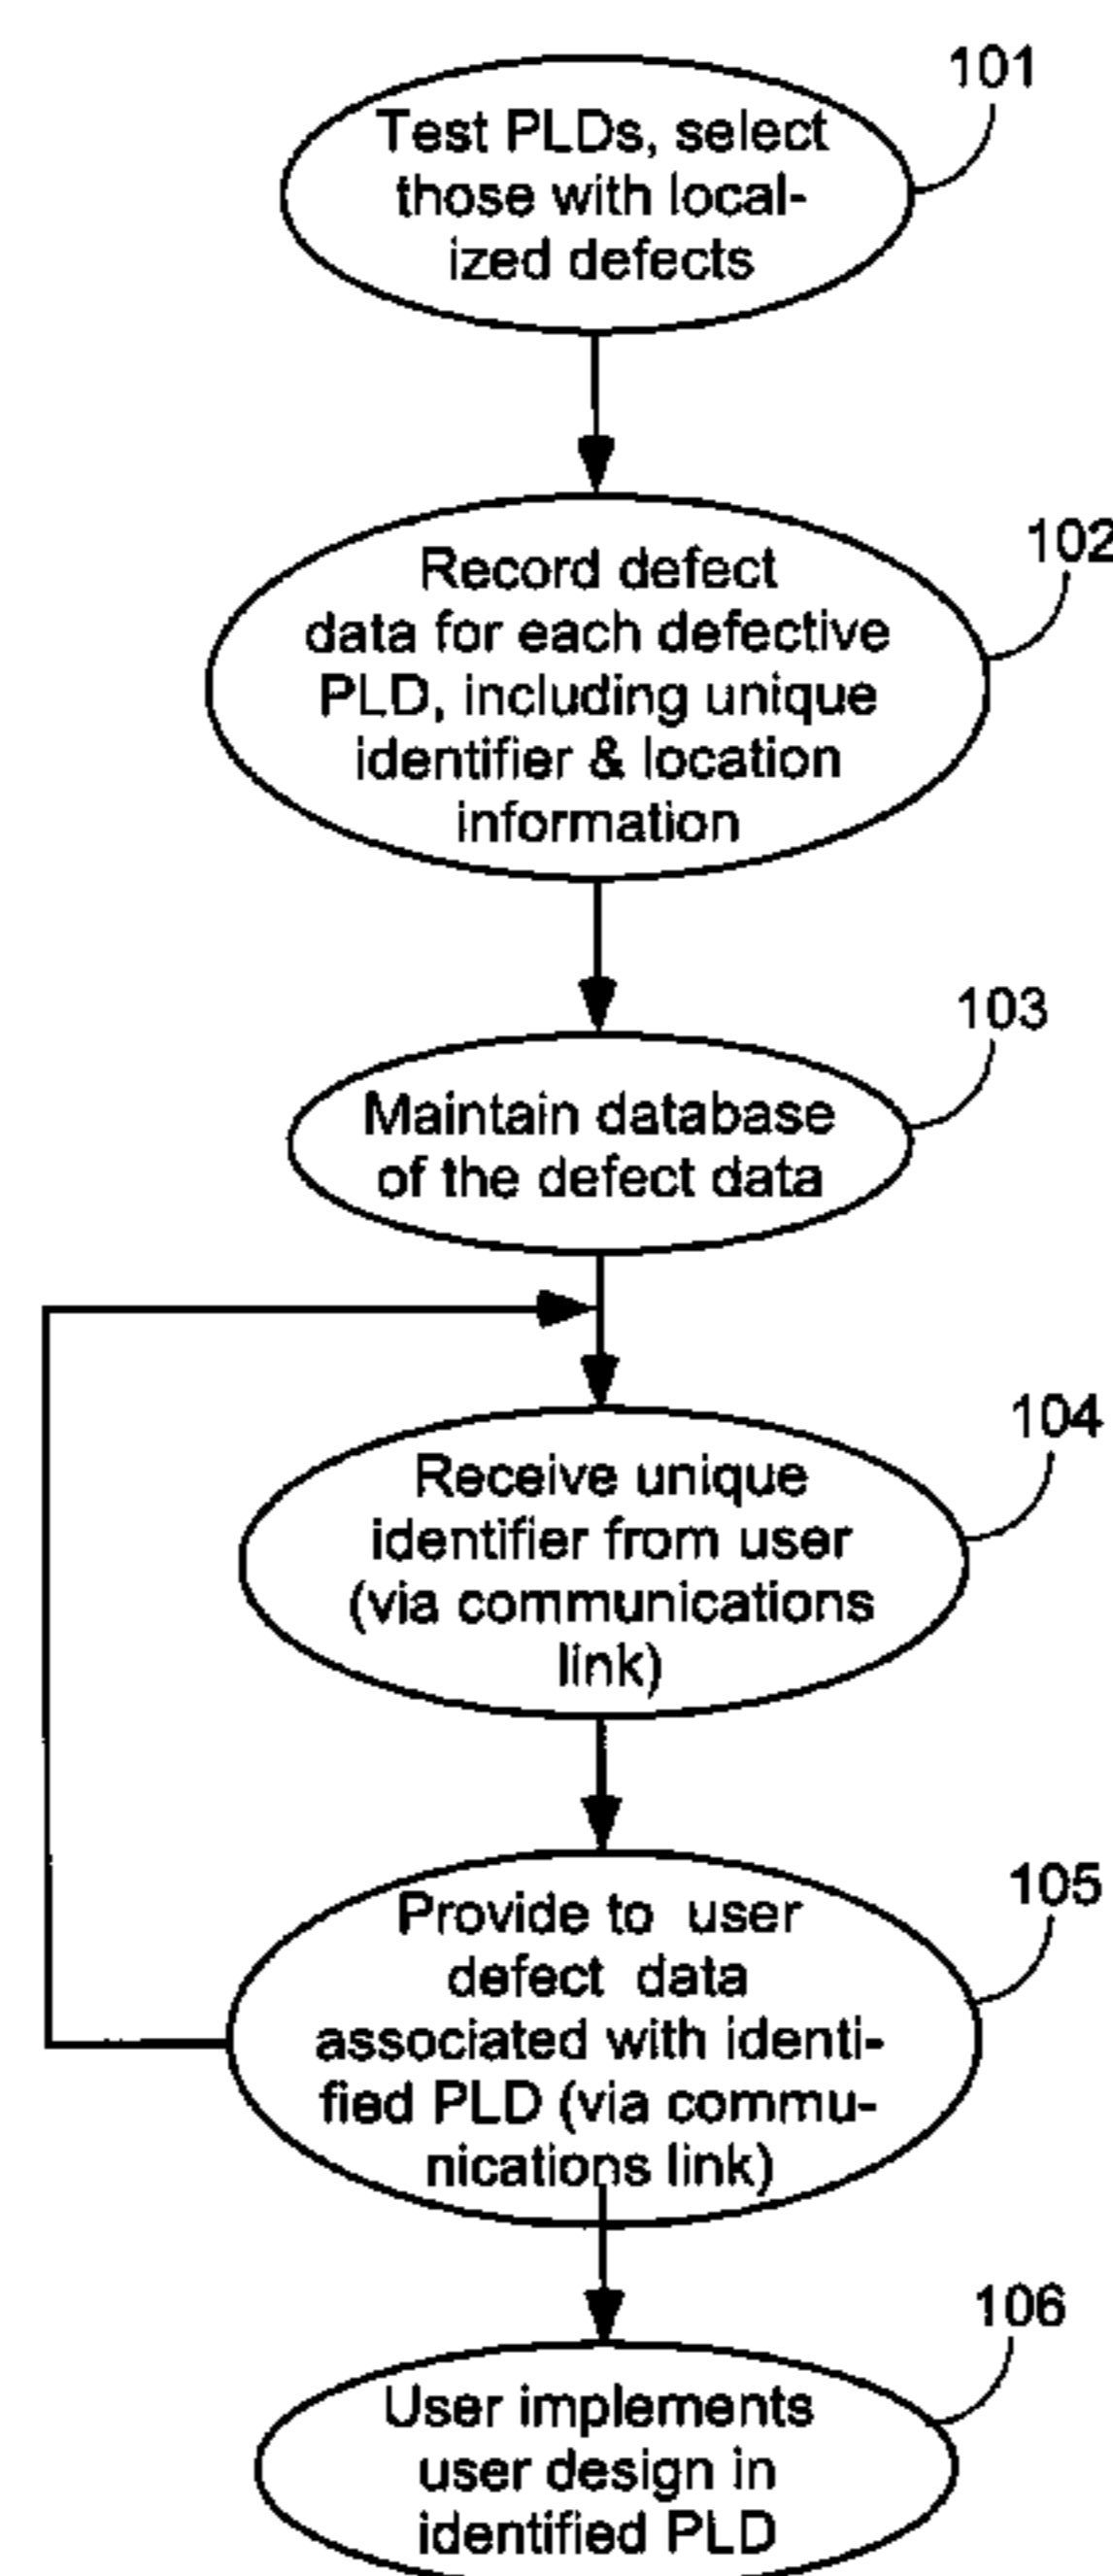 101
Test PLDs, select
those with local-
ized defects
102
Record defect
data for each defective
PLD, including unique
identifier & location
information
103
Maintain database
of the defect data
104
Receive unique
identifier from user
(via communications
link)
105
Provide to user
defect data
associated with identi-
fied PLD (via commu-
nications link)
106
User implements
user design in
identified PLD